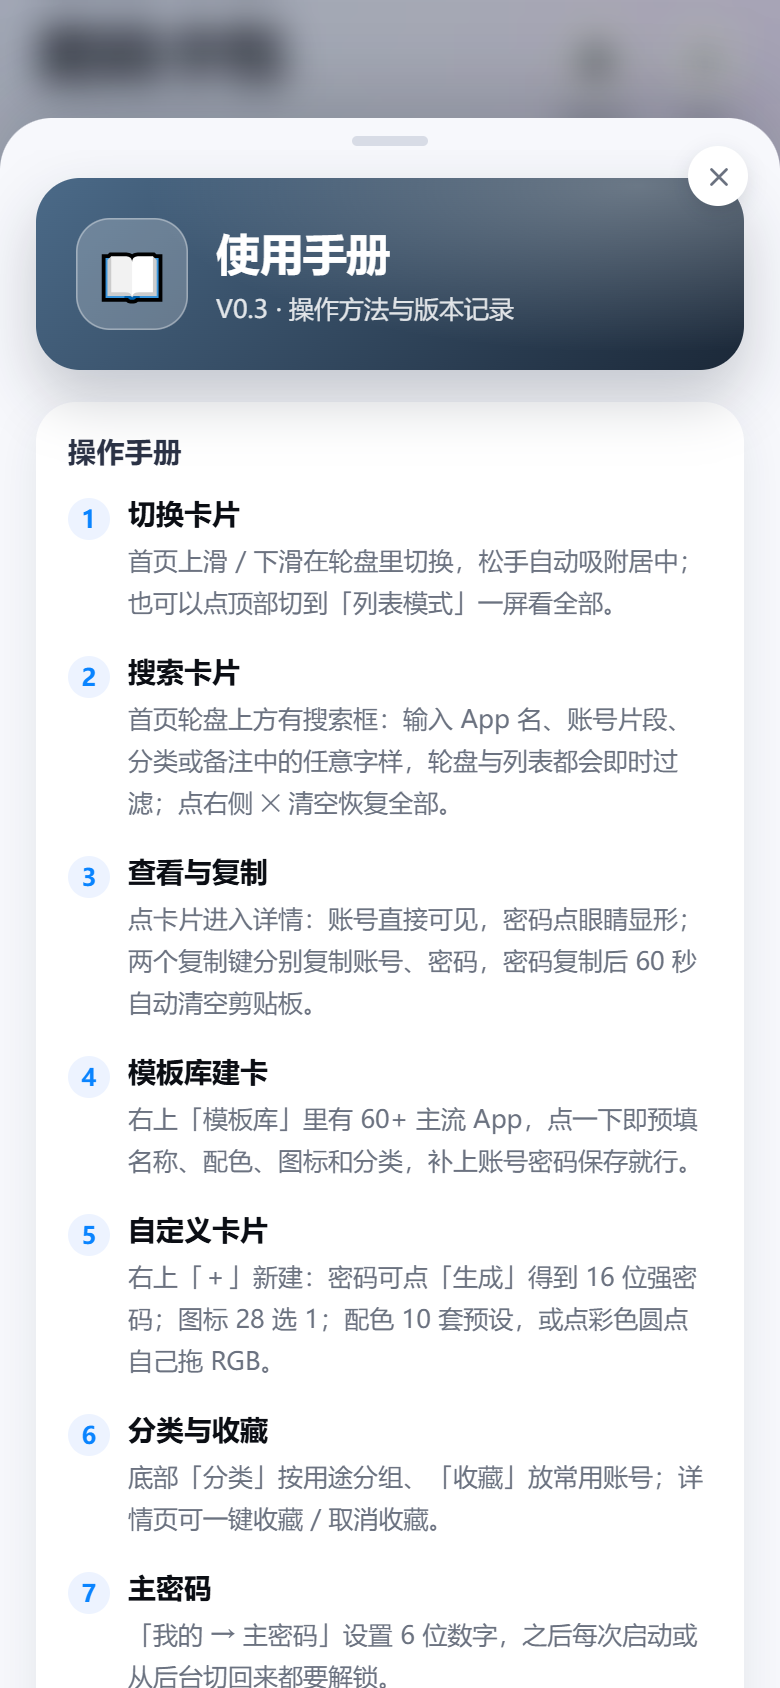 使用手册
V0.3 · 操作方法与版本记录
操作手册
1 切换卡片
首页上滑 / 下滑在轮盘里切换，松手自动吸附居中；
也可以点顶部切到「列表模式」一屏看全部。
2 搜索卡片
首页轮盘上方有搜索框：输入 App 名、账号片段、
分类或备注中的任意字样，轮盘与列表都会即时过
滤；点右侧 ✕ 清空恢复全部。
3 查看与复制
点卡片进入详情：账号直接可见，密码点眼睛显形；
两个复制键分别复制账号、密码，密码复制后 60 秒
自动清空剪贴板。
4 模板库建卡
右上「模板库」里有 60+ 主流 App，点一下即预填
名称、配色、图标和分类，补上账号密码保存就行。
5 自定义卡片
右上「 + 」新建：密码可点「生成」得到 16 位强密
码；图标 28 选 1；配色 10 套预设，或点彩色圆点
自己拖 RGB。
6 分类与收藏
底部「分类」按用途分组、「收藏」放常用账号；详
情页可一键收藏 / 取消收藏。
7 主密码
「我的 → 主密码」设置 6 位数字，之后每次启动或
从后台切回来都要解锁。